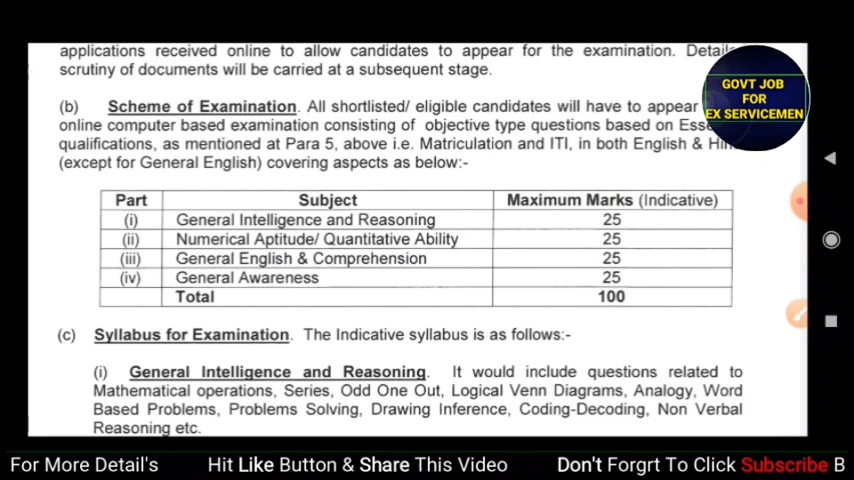 applications received online to allow candidates to appear for the examination. Detail
scrutiny of documents will be carried at a subsequent stage.
GOVT JOB
FOR
EX SERVICEMEN
(b) Scheme of Examination. All shortlisted/ eligible candidates will have to appear
online computer based examination consisting of objective type questions based on
qualifications, as mentioned at Para 5, above i.e. Matriculation and ITI, in both English &
(except for General English) covering aspects as below:-
Part Subject Maximum Marks (Indicative)
(i) General Intelligence and Reasoning 25
(ii) Numerical Aptitude/ Quantitative Ability 25
(iii) General English & Comprehension 25
(iv) General Awareness 25
Total 100
(c) Syllabus for Examination. The Indicative syllabus is as follows:-
(i) General Intelligence and Reasoning. It would include questions related to
Mathematical operations, Series, Odd One Out, Logical Venn Diagrams, Analogy, Word
Based Problems, Problems Solving, Drawing Inference, Coding-Decoding, Non Verbal
Reasoning etc.
For More Detail's Hit Like Button & Share This Video Don't Forgrt To Click Subscribe B